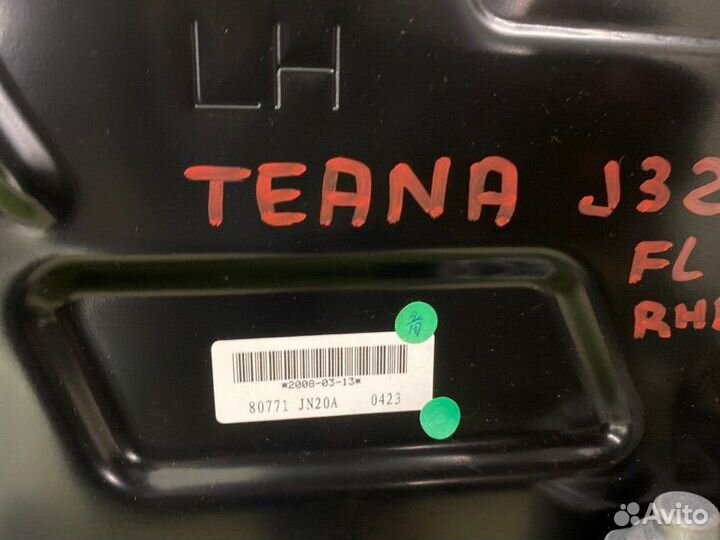 LH
TEANA J32
FL
RH
*2008-03-13*
80771 JN20A 0423
Avito